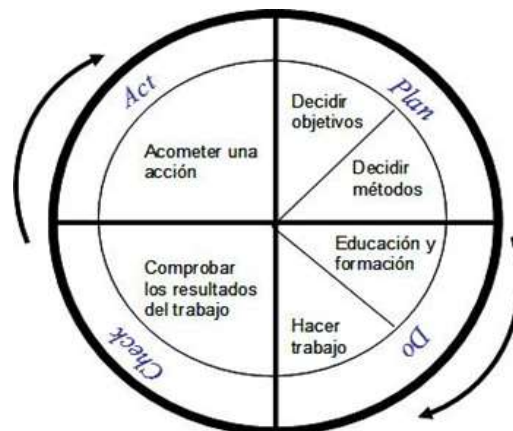 Act
Plan
Decidir
objetivos
Acometer una
acción
Decidir
métodos
Educación y
formación
Comprobar
los resultados
del trabajo
Hacer
trabajo
Check
Do